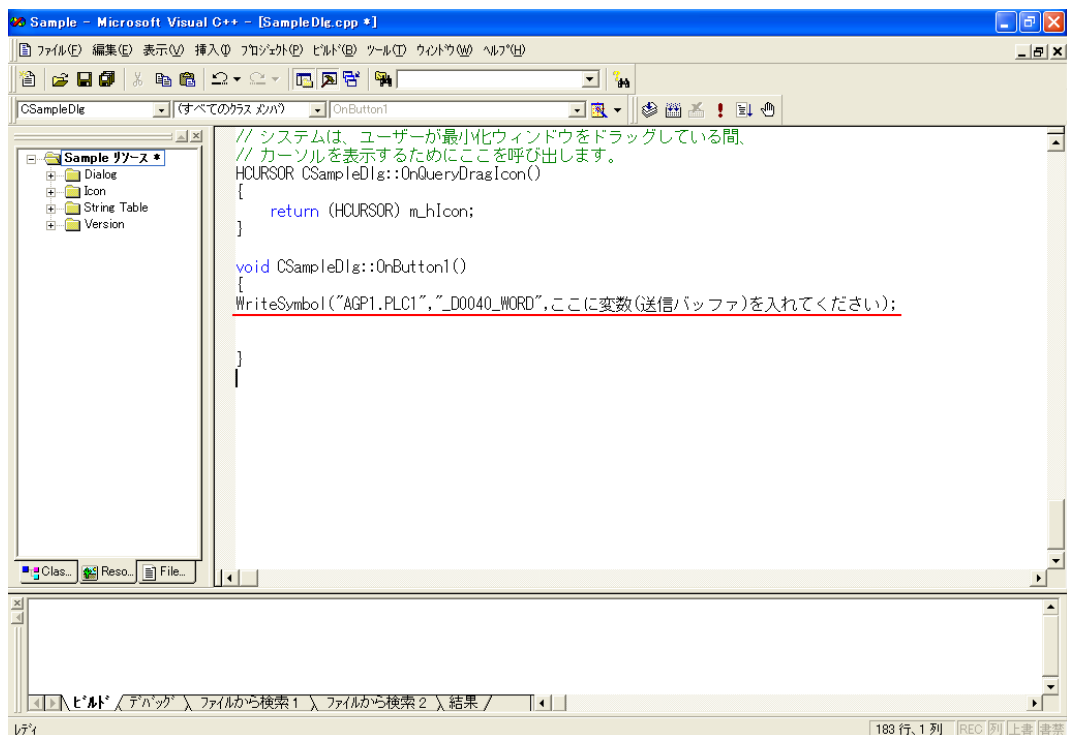 Sample - Microsoft Visual C++ - [SampleDlg.cpp *]
ファイル(F) 編集(E) 表示(V) 挿入(I) プロジェクト(P) ビルド(B) ツール(T) ウィンドウ(W) ヘルプ(H)
CSampleDlg (すべてのクラス メンバ) OnButton1
Sample リソース *
Dialog
Icon
String Table
Version
Clas... Reso... File...
// システムは、ユーザーが最小化ウィンドウをドラッグしている間、
// カーソルを表示するためにここを呼び出します。
HCURSOR CSampleDlg::OnQueryDragIcon()
{
return (HCURSOR) m_hIcon;
}
void CSampleDlg::OnButton1()
{
WriteSymbol("AGP1.PLC1","_D0040_WORD",ここに変数(送信バッファ)を入れてください);
}
ビルド デバッグ ファイルから検索1 ファイルから検索2 結果
レディ
183 行、1 列 REC 列 上書 書禁